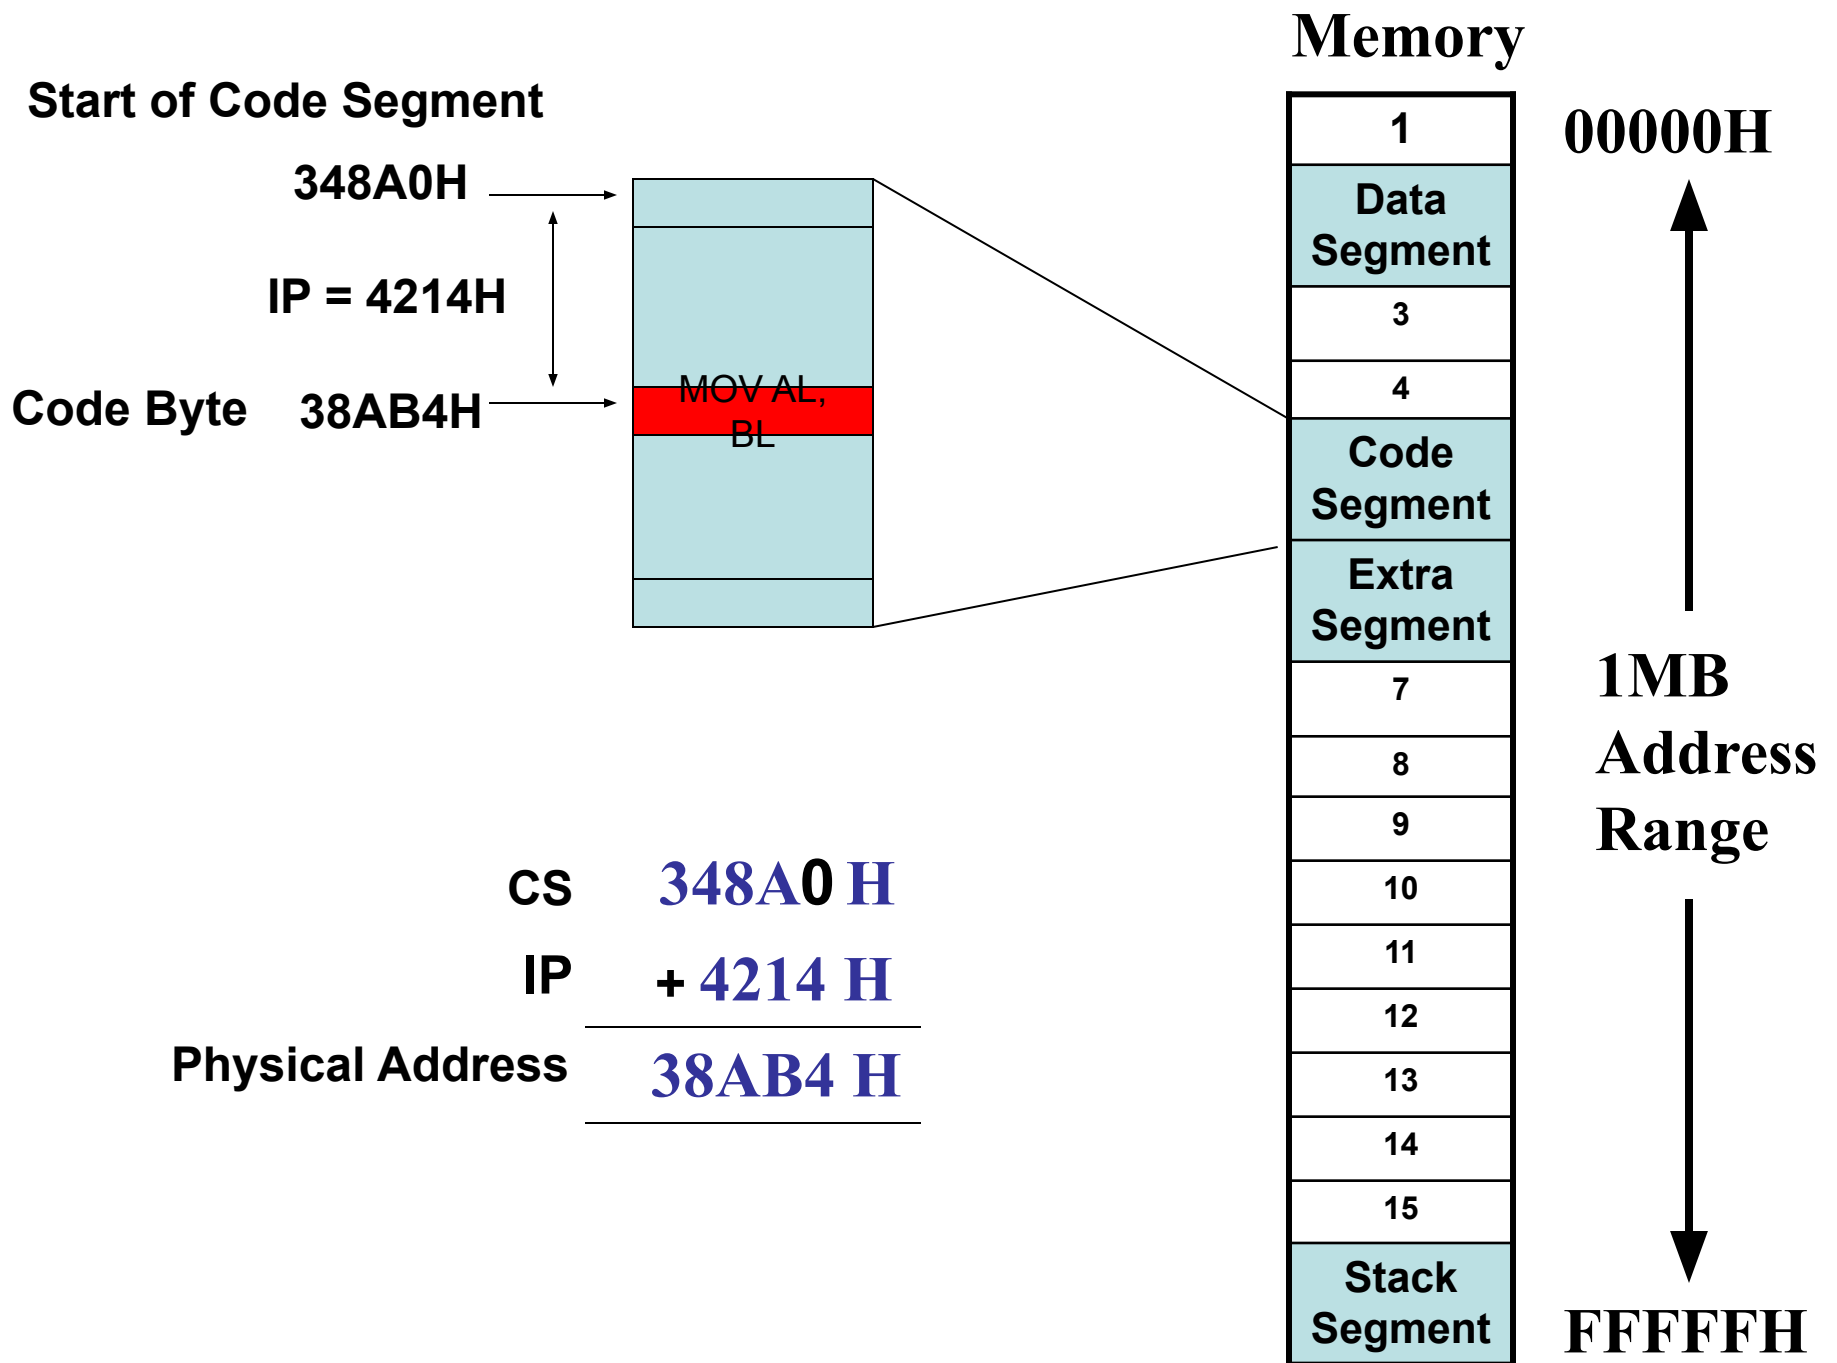 Start of Code Segment
348A0H
IP = 4214H
Code Byte 38AB4H
MOV AL,
BL
CS 348A0 H
IP + 4214 H
Physical Address 38AB4 H
Memory
1
Data
Segment
3
4
Code
Segment
Extra
Segment
7
8
9
10
11
12
13
14
15
Stack
Segment
00000H
1MB
Address
Range
FFFFFH